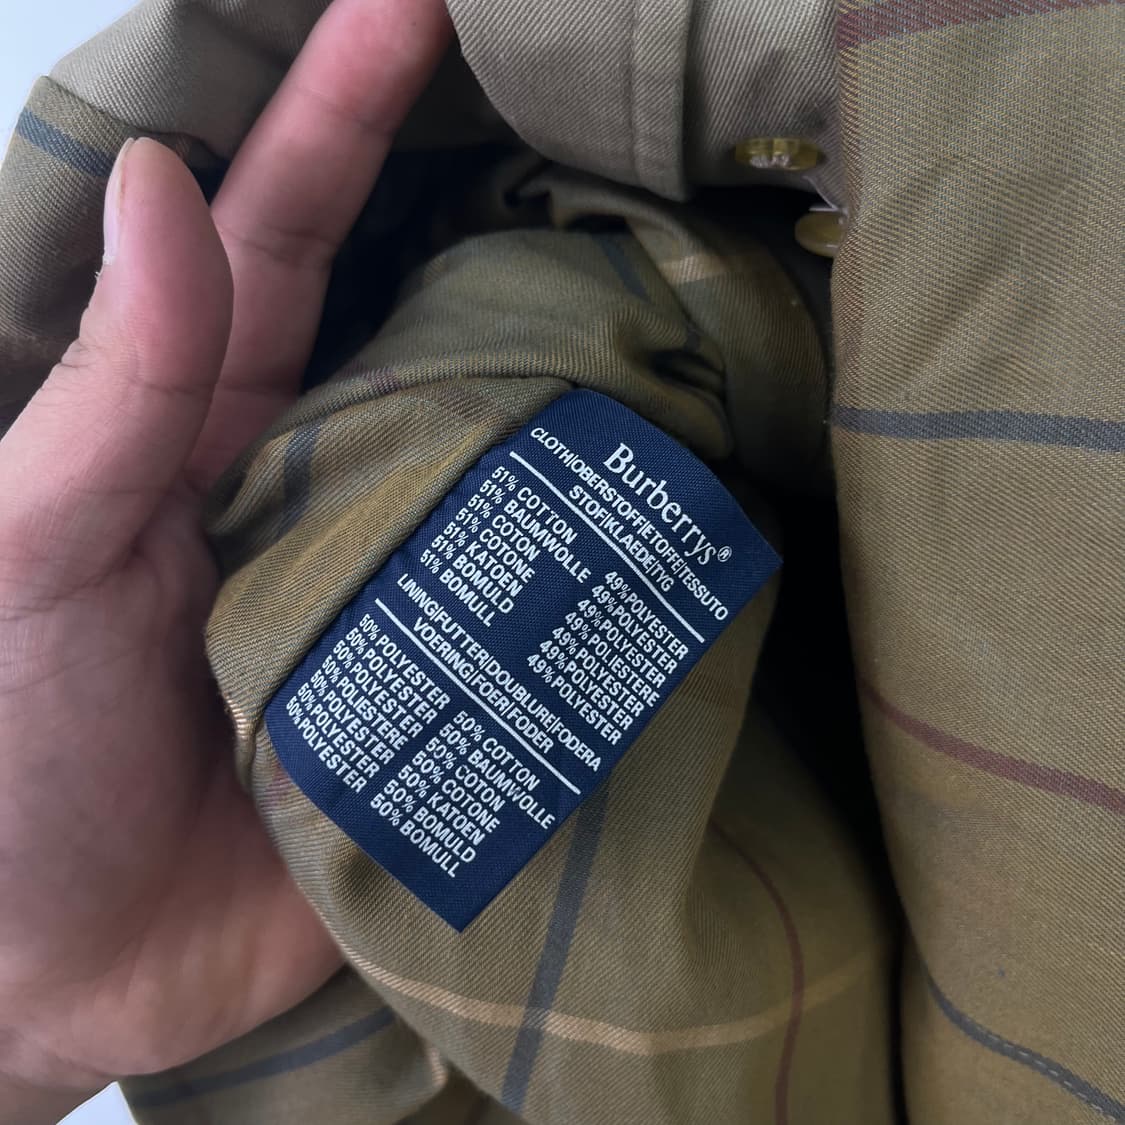 Burberrys®
CLOTH|OBERSTOFF|ETOFFE|TESSUTO
STOF|KLAEDE|TYG
51% COTTON 49%POLYESTER
51% BAUMWOLLE 49%POLYESTER
51% COTON 49%POLYESTER
51% COTONE 49%POLIESTERE
51% KATOEN 49%POLYESTER
51% BOMULD 49%POLYESTER
51% BOMULL 49%POLYESTER
LINING|FUTTER|DOUBLURE|FODERA
VOERING|FOER|FODER
50% POLYESTER 50% COTTON
50% POLYESTER 50% BAUMWOLLE
50% POLYESTER 50% COTON
50% POLIESTERE 50% COTONE
50% POLYESTER 50% KATOEN
50% POLYESTER 50% BOMULD
50% POLYESTER 50% BOMULL